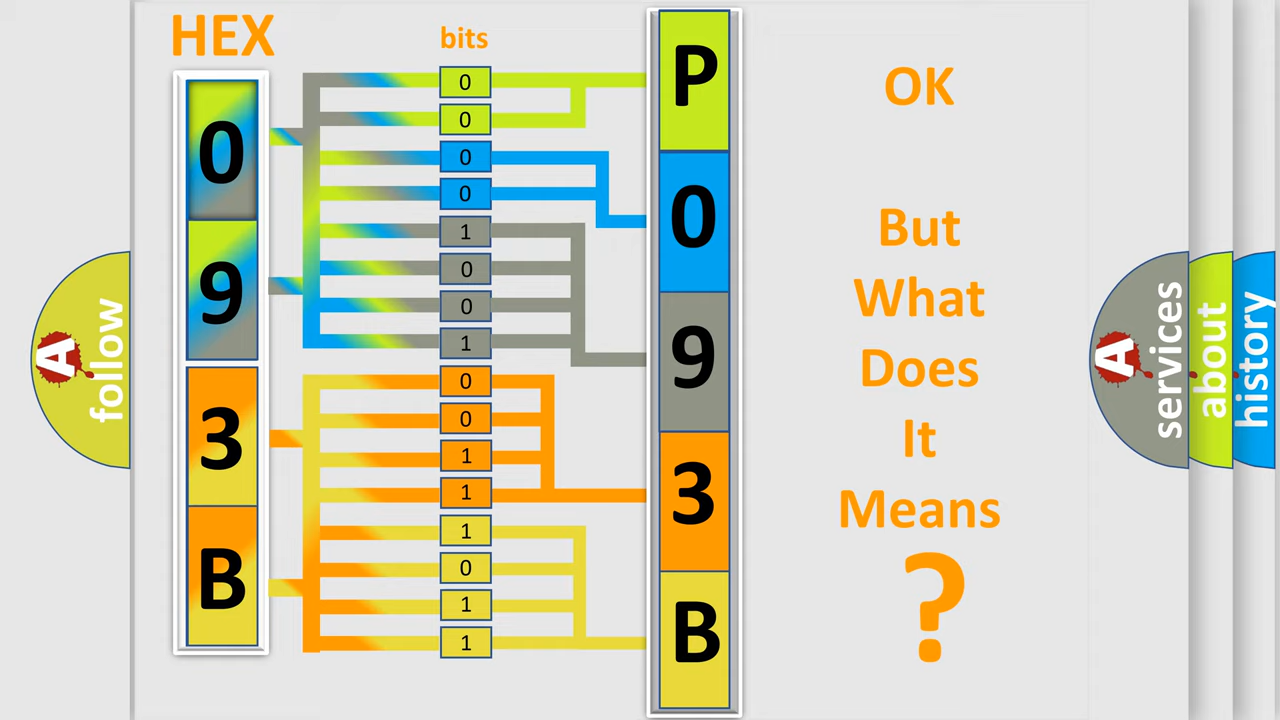 HEX
bits
0
9
3
B
0
0
0
0
1
0
0
1
0
0
1
1
1
0
1
1
P
0
9
3
B
OK
But
What
Does
It
Means
?
A
follow
A
services
about
history